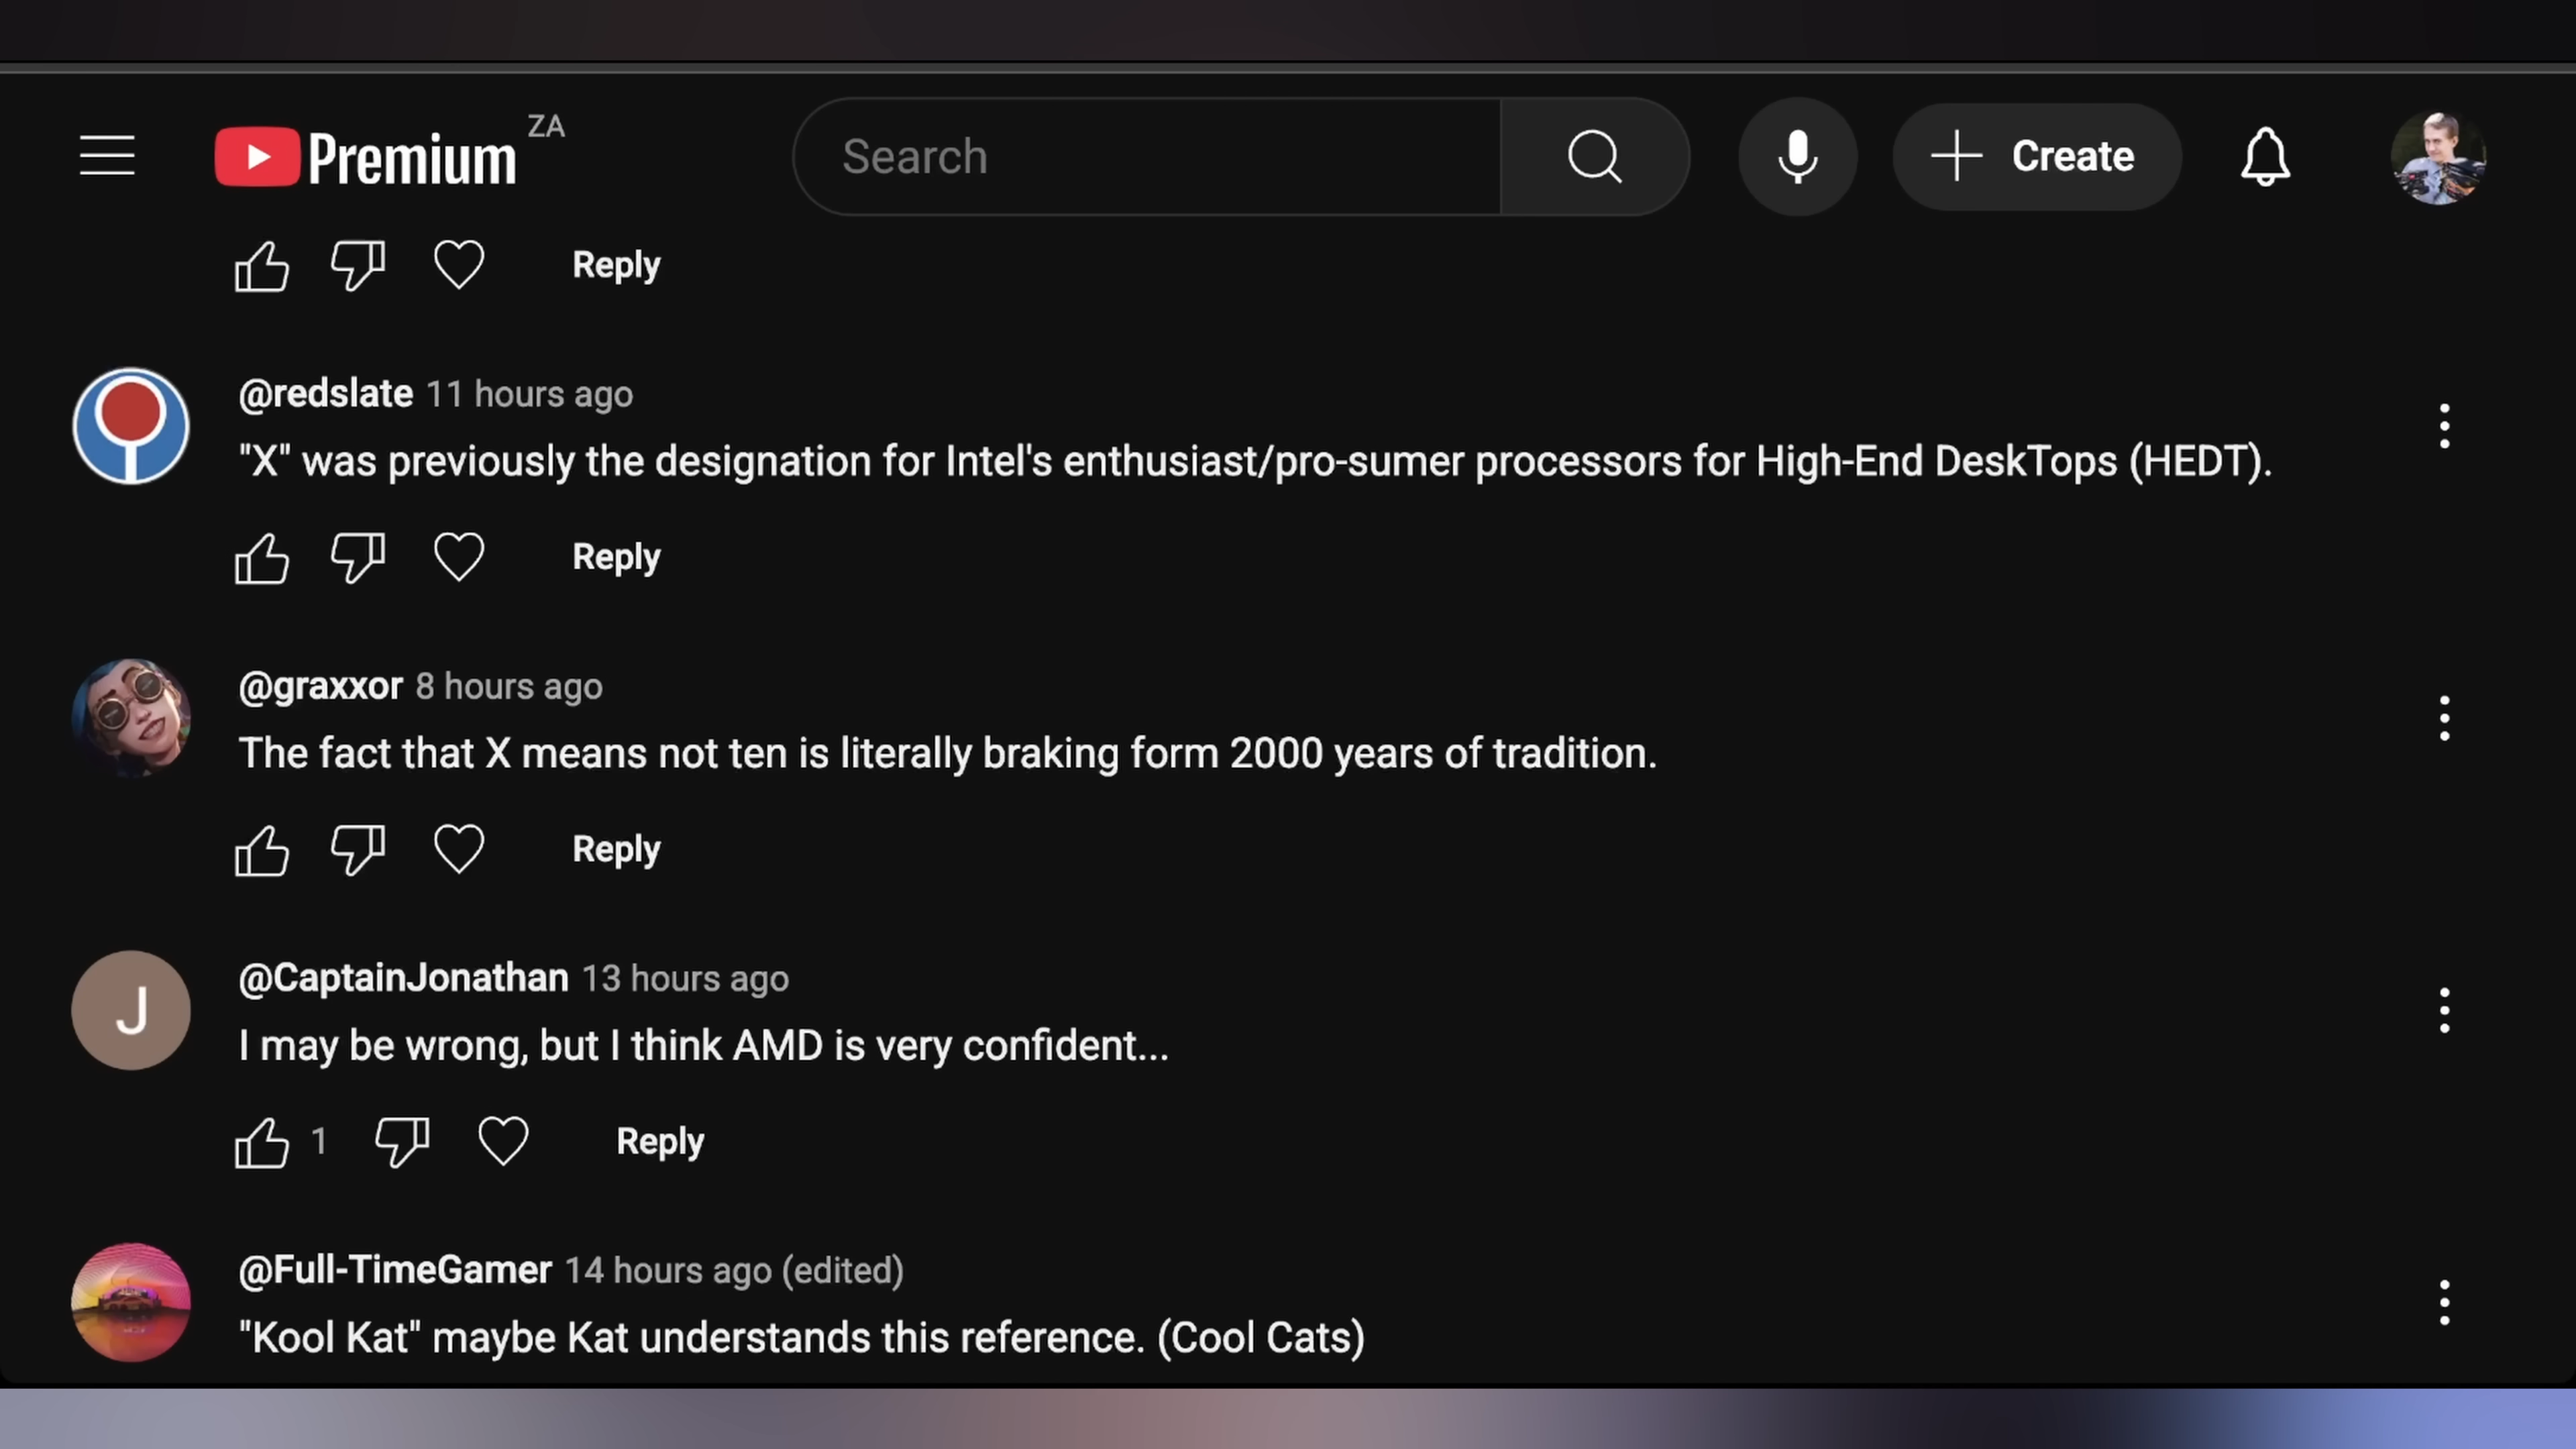 Premium ZA
Search
Create
Reply
@redslate 11 hours ago
"X" was previously the designation for Intel's enthusiast/pro-sumer processors for High-End DeskTops (HEDT).
Reply
@graxxor 8 hours ago
The fact that X means not ten is literally braking form 2000 years of tradition.
Reply
J
@CaptainJonathan 13 hours ago
I may be wrong, but I think AMD is very confident...
1 Reply
@Full-TimeGamer 14 hours ago (edited)
"Kool Kat" maybe Kat understands this reference. (Cool Cats)